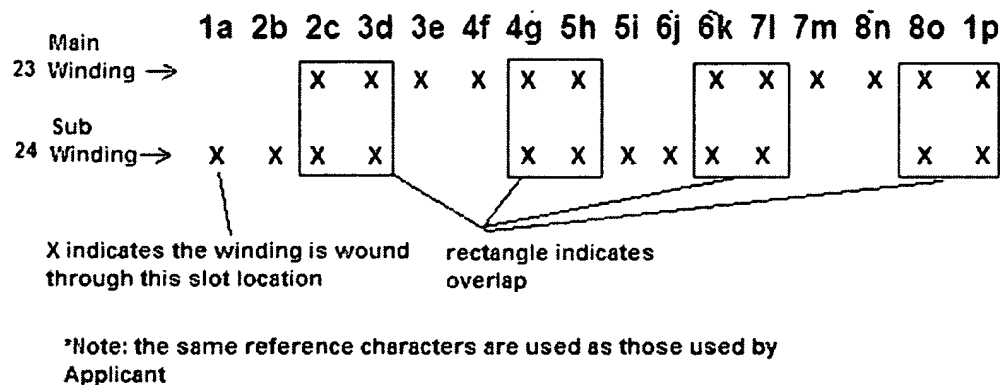 1a 2b 2c 3d 3e 4f 4g 5h 5i 6j 6k 7l 7m 8n 8o 1p
Main
23 Winding → X X X X X X X X X X X X
Sub
24 Winding → X X X X X X X X X X X X
X indicates the winding is wound
through this slot location
rectangle indicates
overlap
*Note: the same reference characters are used as those used by
Applicant